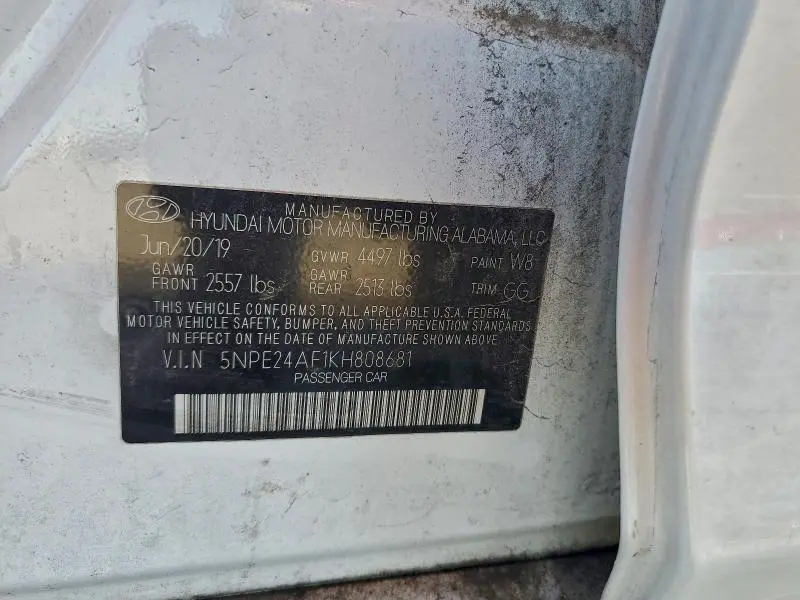 MANUFACTURED BY
HYUNDAI MOTOR MANUFACTURING ALABAMA, LLC
Jun/20/19 GVWR 4497 lbs PAINT W8
GAWR FRONT 2557 lbs GAWR REAR 2513 lbs TRIM GG
THIS VEHICLE CONFORMS TO ALL APPLICABLE U.S.A. FEDERAL
MOTOR VEHICLE SAFETY, BUMPER, AND THEFT PREVENTION STANDARDS
IN EFFECT ON THE DATE OF MANUFACTURE SHOWN ABOVE
V.I.N 5NPE24AF1KH808681
PASSENGER CAR